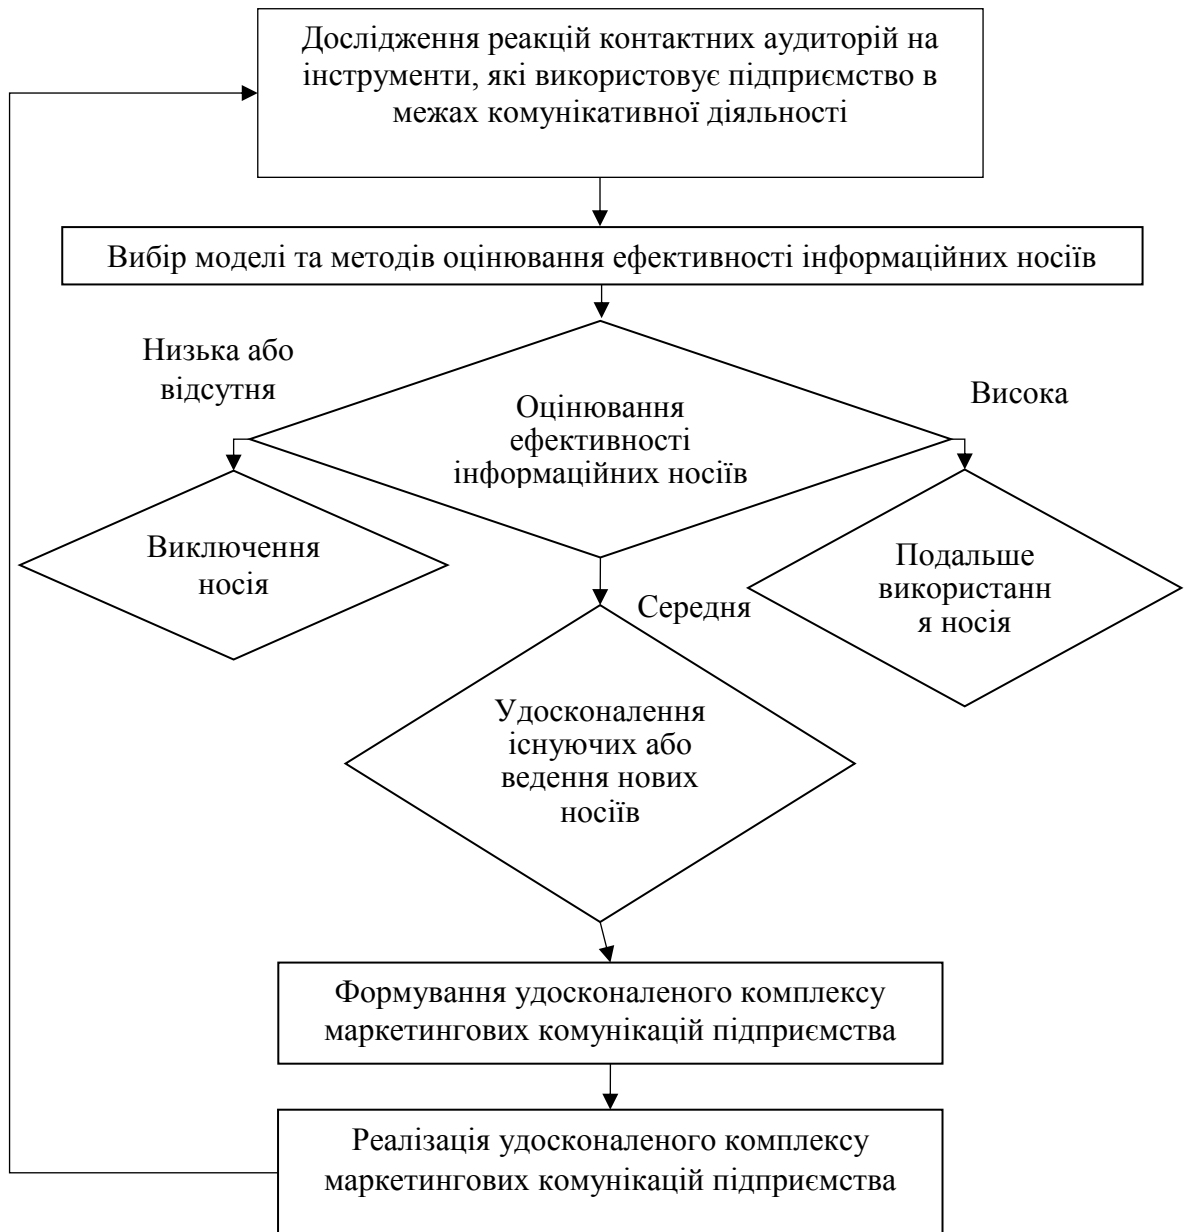 Дослідження реакцій контактних аудиторій на
інструменти, які використовує підприємство в
межах комунікативної діяльності
Вибір моделі та методів оцінювання ефективності інформаційних носіїв
Низька або
відсутня
Оцінювання
ефективності
інформаційних носіїв
Висока
Виключення
носія
Подальше
використанн
я носія
Середня
Удосконалення
існуючих або
ведення нових
носіїв
Формування удосконаленого комплексу
маркетингових комунікацій підприємства
Реалізація удосконаленого комплексу
маркетингових комунікацій підприємства